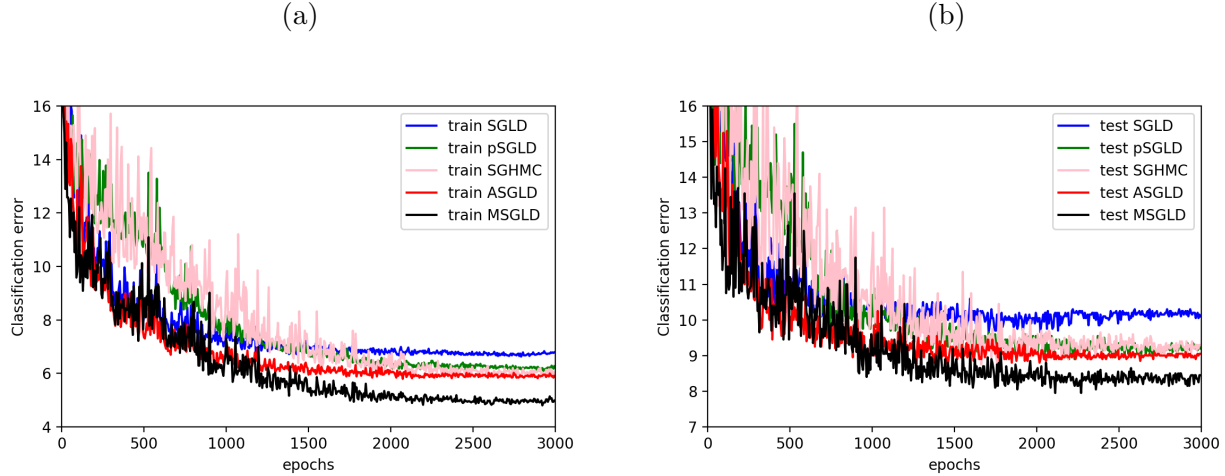 (a)
16
14
12
10
8
6
4
Classification error
0
500
1000
1500
2000
2500
3000
epochs
train SGLD
train pSGLD
train SGHMC
train ASGLD
train MSGLD
(b)
16
15
14
13
12
11
10
9
8
7
Classification error
0
500
1000
1500
2000
2500
3000
epochs
test SGLD
test pSGLD
test SGHMC
test ASGLD
test MSGLD